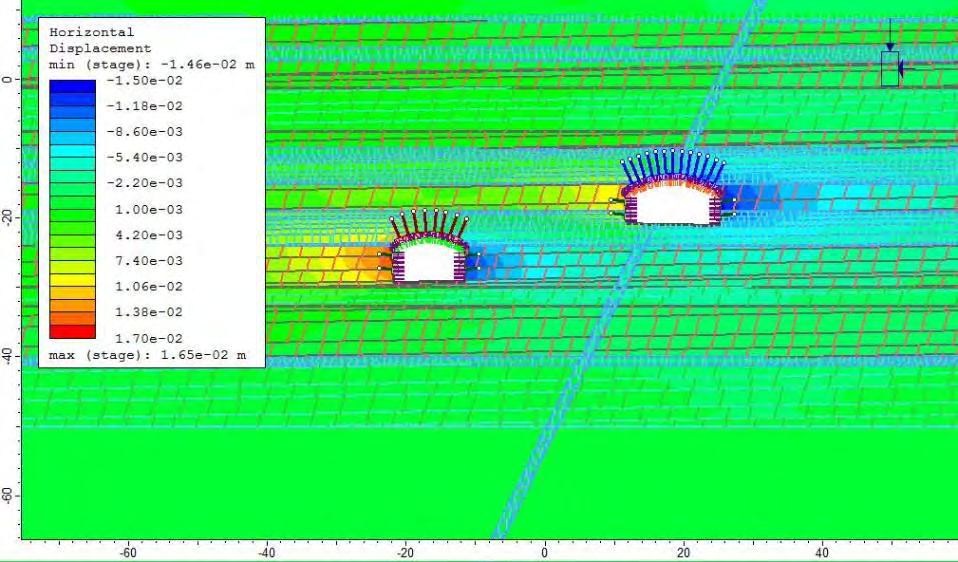 Horizontal
Displacement
min (stage): -1.46e-02 m
-1.50e-02
-1.18e-02
-8.60e-03
-5.40e-03
-2.20e-03
1.00e-03
4.20e-03
7.40e-03
1.06e-02
1.38e-02
1.70e-02
max (stage): 1.65e-02 m
0
-20
-40
-60
-60
-40
-20
0
20
40